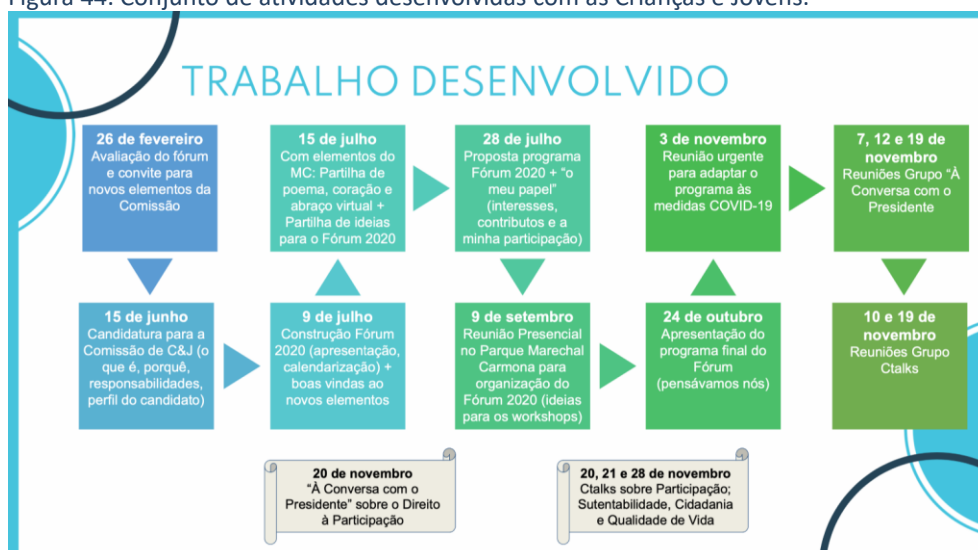 Figura 44. Conjunto de atividades desenvolvidas com as Crianças e Jovens.
TRABALHO DESENVOLVIDO
26 de fevereiro
Avaliação do fórum
e convite para
novos elementos da
Comissão
15 de junho
Candidatura para a
Comissão de C&J (o
que é, porquê,
responsabilidades,
perfil do candidato)
9 de julho
Construção Fórum
2020 (apresentação,
calendarização) +
boas vindas ao
novos elementos
15 de julho
Com elementos do
MC: Partilha de
poema, coração e
abraço virtual +
Partilha de ideias
para o Fórum 2020
28 de julho
Proposta programa
Fórum 2020 + “o
meu papel”
(interesses,
contributos e a
minha participação)
9 de setembro
Reunião Presencial
no Parque Marechal
Carmona para
organização do
Fórum 2020 (ideias
para os workshops)
24 de outubro
Apresentação do
programa final do
Fórum
(pensávamos nós)
3 de novembro
Reunião urgente
para adaptar o
programa às
medidas COVID-19
7, 12 e 19 de
novembro
Reuniões Grupo “À
Conversa com o
Presidente
10 e 19 de
novembro
Reuniões Grupo
Ctalks
20 de novembro
“À Conversa com o
Presidente” sobre o Direito
à Participação
20, 21 e 28 de novembro
Ctalks sobre Participação;
Sutentabilidade, Cidadania
e Qualidade de Vida